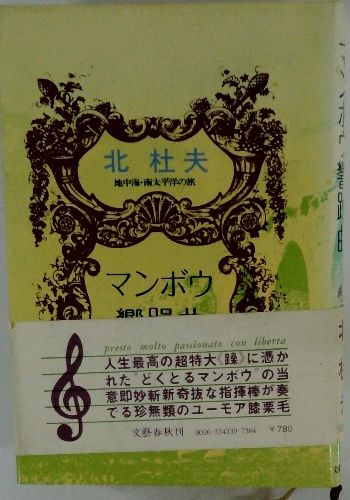 北 杜夫
地中海・南太平洋の旅
マンボウ
presto molto passionato con liberta
人生最高の超特大〈躁〉に憑か
れた"どくとるマンボウ"の当
意即妙斬新奇抜な指揮棒が奏
でる珍無類のユーモア膝栗毛
文藝春秋刊 0026-334330-7384 ¥780